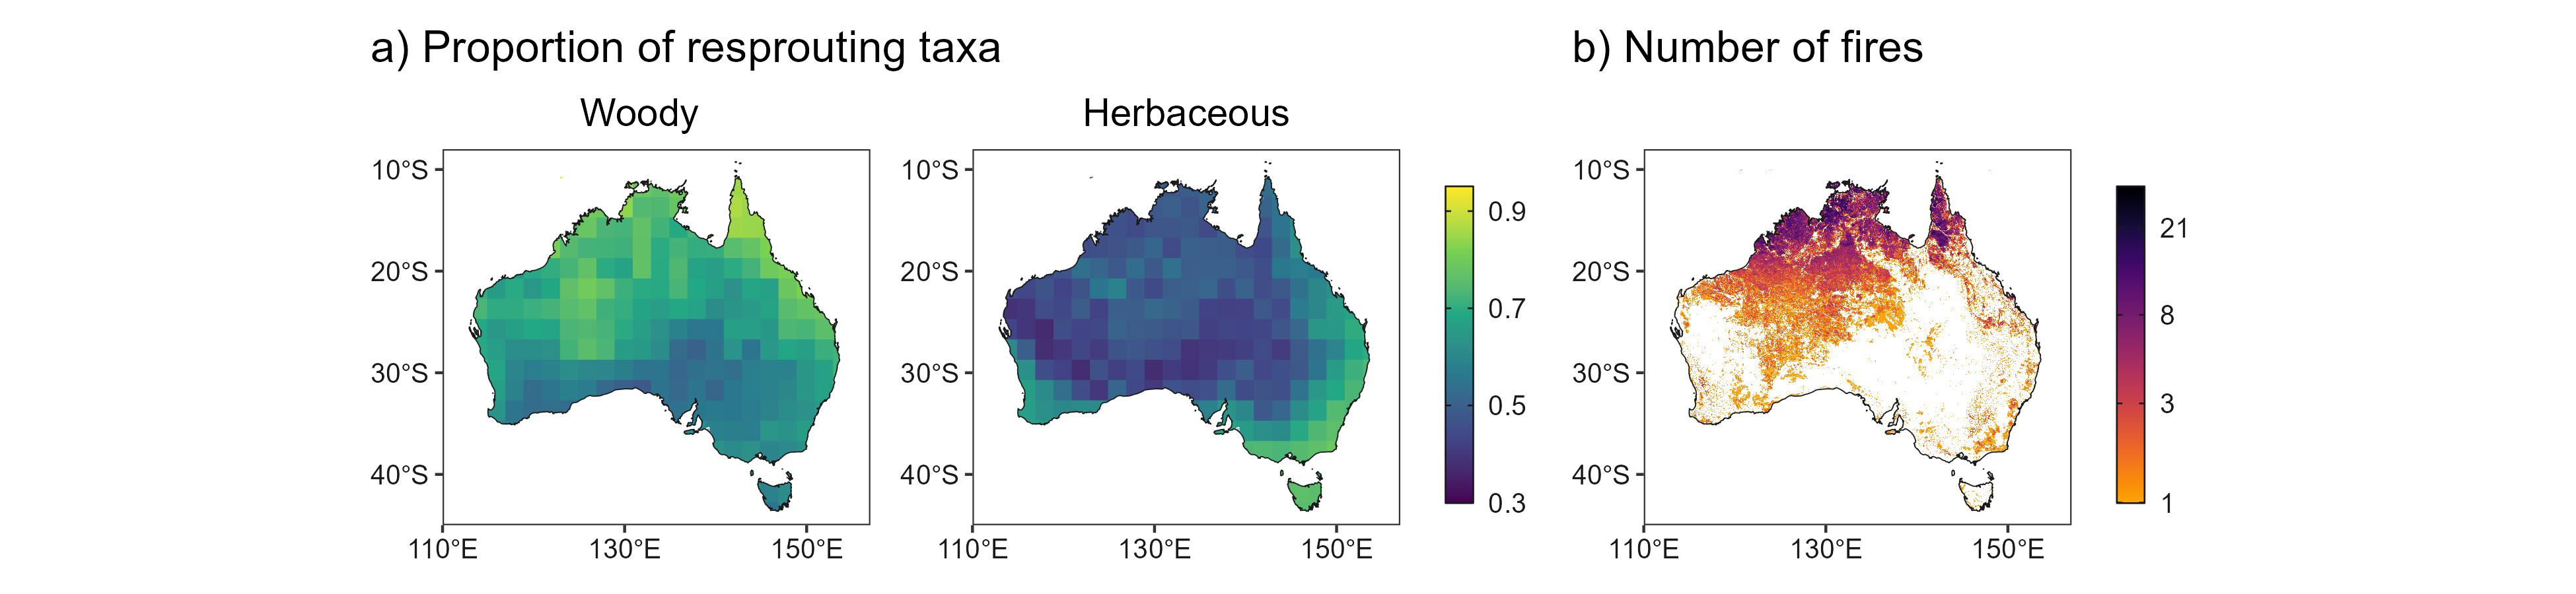 a) Proportion of resprouting taxa
b) Number of fires
Woody
Herbaceous
10°S
20°S
30°S
40°S
110°E
130°E
150°E
10°S
20°S
30°S
40°S
110°E
130°E
150°E
0.9
0.7
0.5
0.3
10°S
20°S
30°S
40°S
110°E
130°E
150°E
21
8
3
1